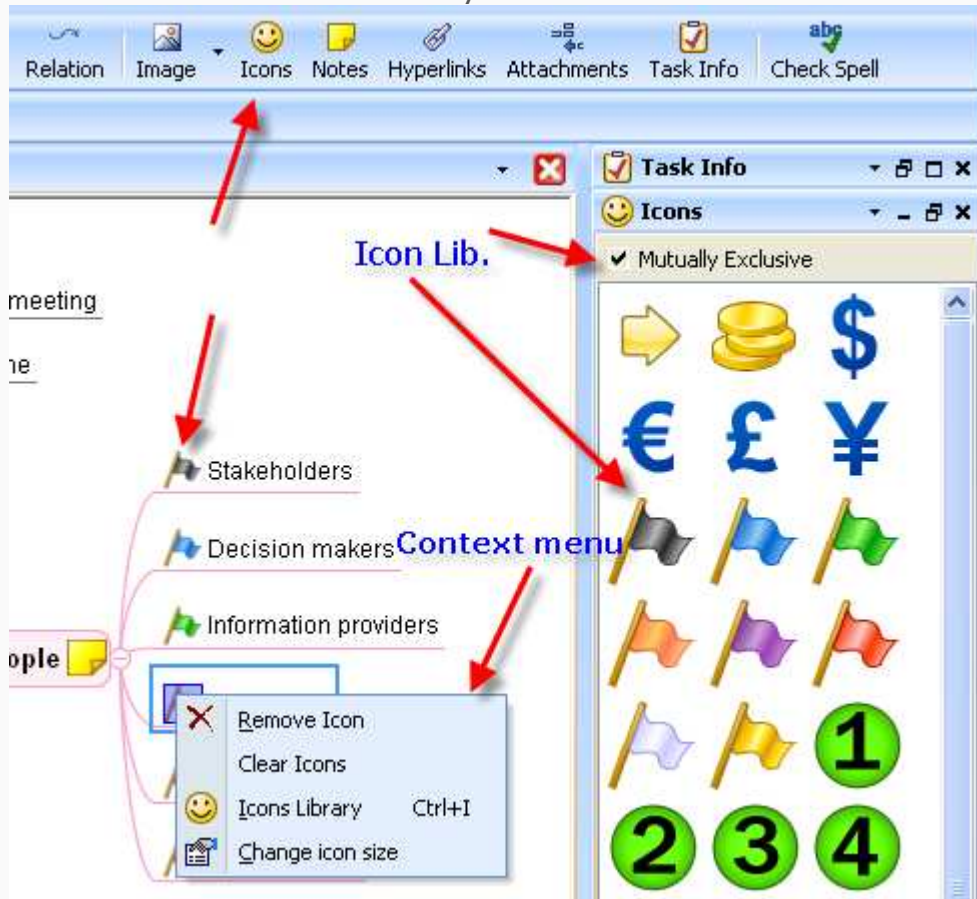 Relation Image Icons Notes Hyperlinks Attachments Task Info Check Spell
Task Info
Icons
Icon Lib.
Mutually Exclusive
meeting
$
€ £ ¥
Stakeholders
Decision makers
Context menu
Information providers
ople
Remove Icon
Clear Icons
Icons Library Ctrl+I
Change icon size
1
2 3 4